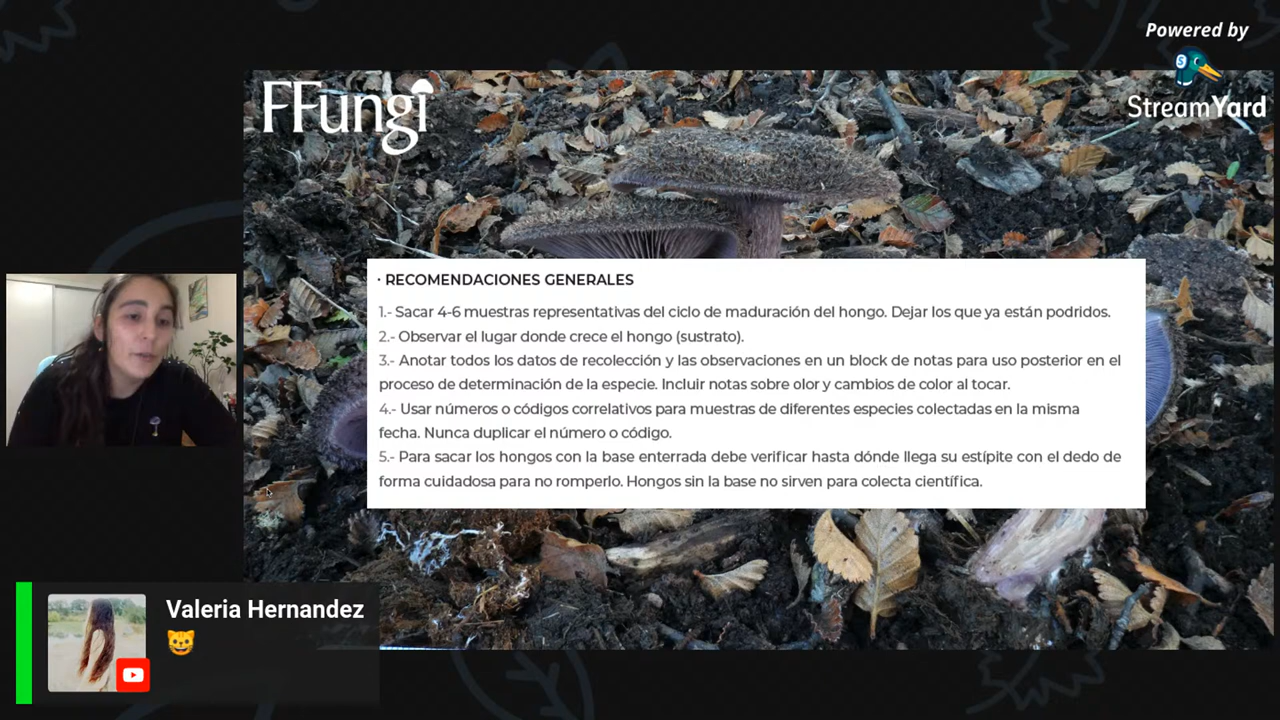 Powered by
StreamYard
FFungi
· RECOMENDACIONES GENERALES
1.- Sacar 4-6 muestras representativas del ciclo de maduración del hongo. Dejar los que ya están podridos.
2.- Observar el lugar donde crece el hongo (sustrato).
3.- Anotar todos los datos de recolección y las observaciones en un block de notas para uso posterior en el
proceso de determinación de la especie. Incluir notas sobre olor y cambios de color al tocar.
4.- Usar números o códigos correlativos para muestras de diferentes especies colectadas en la misma
fecha. Nunca duplicar el número o código.
5.- Para sacar los hongos con la base enterrada debe verificar hasta dónde llega su estípite con el dedo de
forma cuidadosa para no romperlo. Hongos sin la base no sirven para colecta científica.
Valeria Hernandez
😺